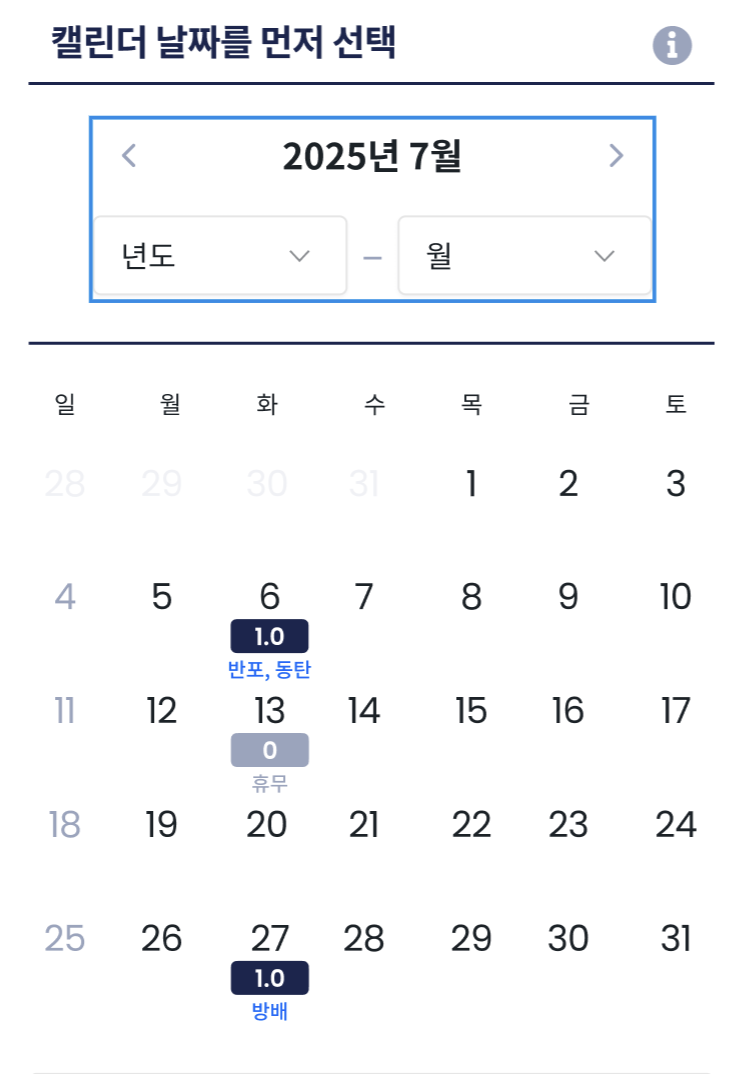 캘린더 날짜를 먼저 선택
2025년 7월
년도 – 월
일 월 화 수 목 금 토
28 29 30 31 1 2 3
4 5 6 7 8 9 10
1.0
반포, 동탄
11 12 13 14 15 16 17
0
휴무
18 19 20 21 22 23 24
25 26 27 28 29 30 31
1.0
방배